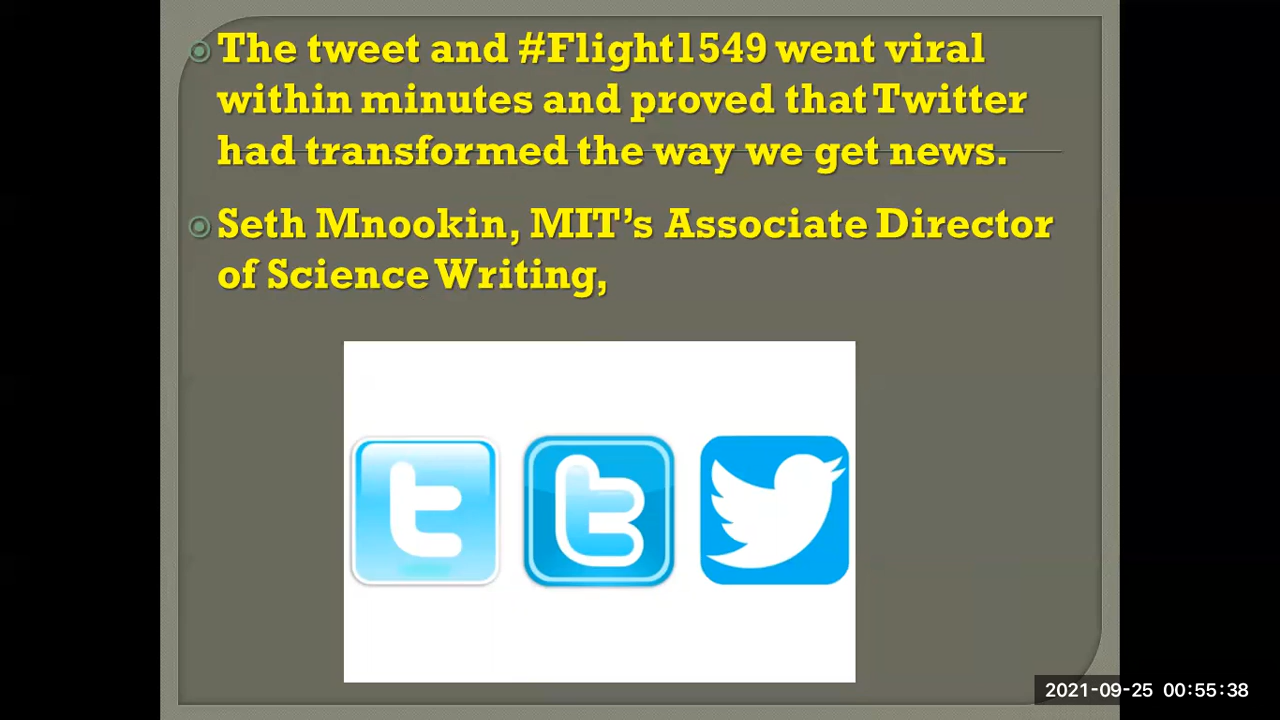 The tweet and #Flight1549 went viral
within minutes and proved that Twitter
had transformed the way we get news.
Seth Mnookin, MIT’s Associate Director
of Science Writing,
2021-09-25 00:55:38